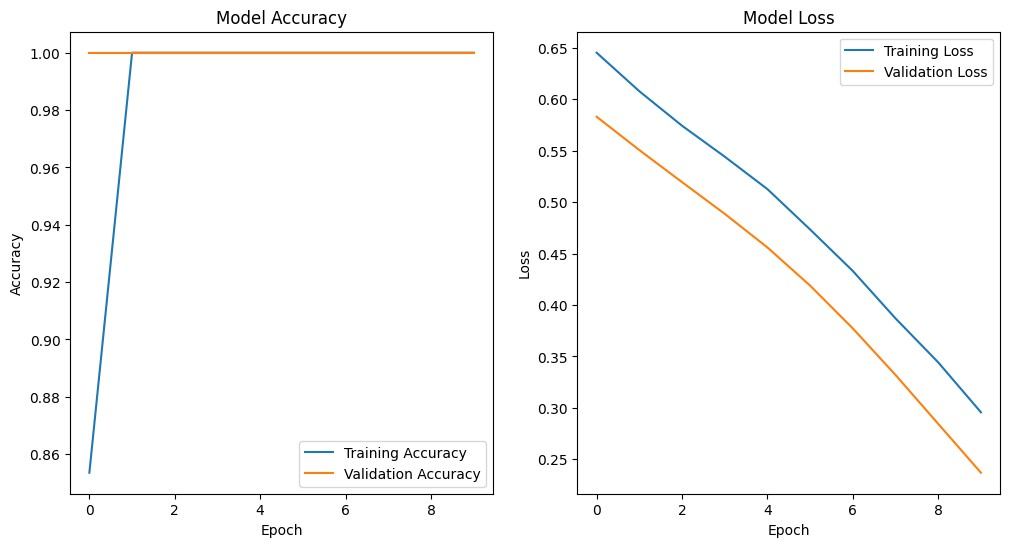 Model Accuracy
1.00
0.98
0.96
0.94
0.92
0.90
0.88
0.86
Accuracy
0 2 4 6 8
Epoch
Training Accuracy
Validation Accuracy
Model Loss
0.65
0.60
0.55
0.50
0.45
0.40
0.35
0.30
0.25
Loss
0 2 4 6 8
Epoch
Training Loss
Validation Loss